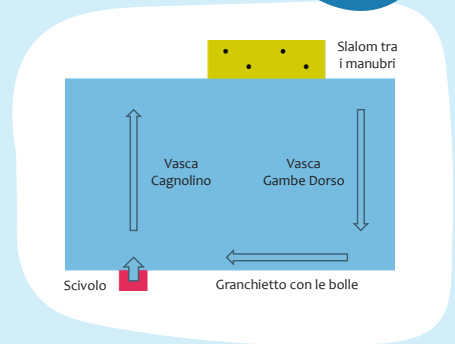 Slalom tra
i manubri
Vasca
Cagnolino
Vasca
Gambe Dorso
Scivolo
Granchietto con le bolle